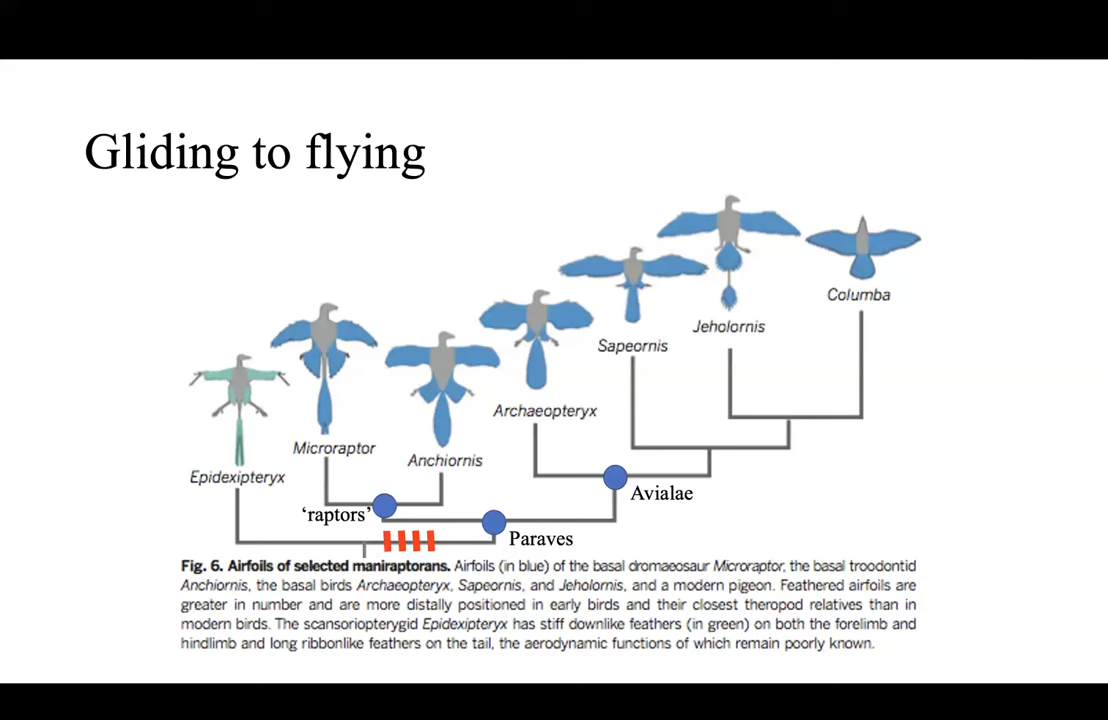 Gliding to flying
Columba
Jeholornis
Sapeornis
Archaeopteryx
Microraptor
Anchiornis
Epidexipteryx
Avialae
‘raptors’
Paraves
Fig. 6. Airfoils of selected maniraptorans. Airfoils (in blue) of the basal dromaeosaur Microraptor, the basal troodontid
Anchiornis, the basal birds Archaeopteryx, Sapeornis, and Jeholornis, and a modern pigeon. Feathered airfoils are
greater in number and are more distally positioned in early birds and their closest theropod relatives than in
modern birds. The scansoriopterygid Epidexipteryx has stiff downlike feathers (in green) on both the forelimb and
hindlimb and long ribbonlike feathers on the tail, the aerodynamic functions of which remain poorly known.